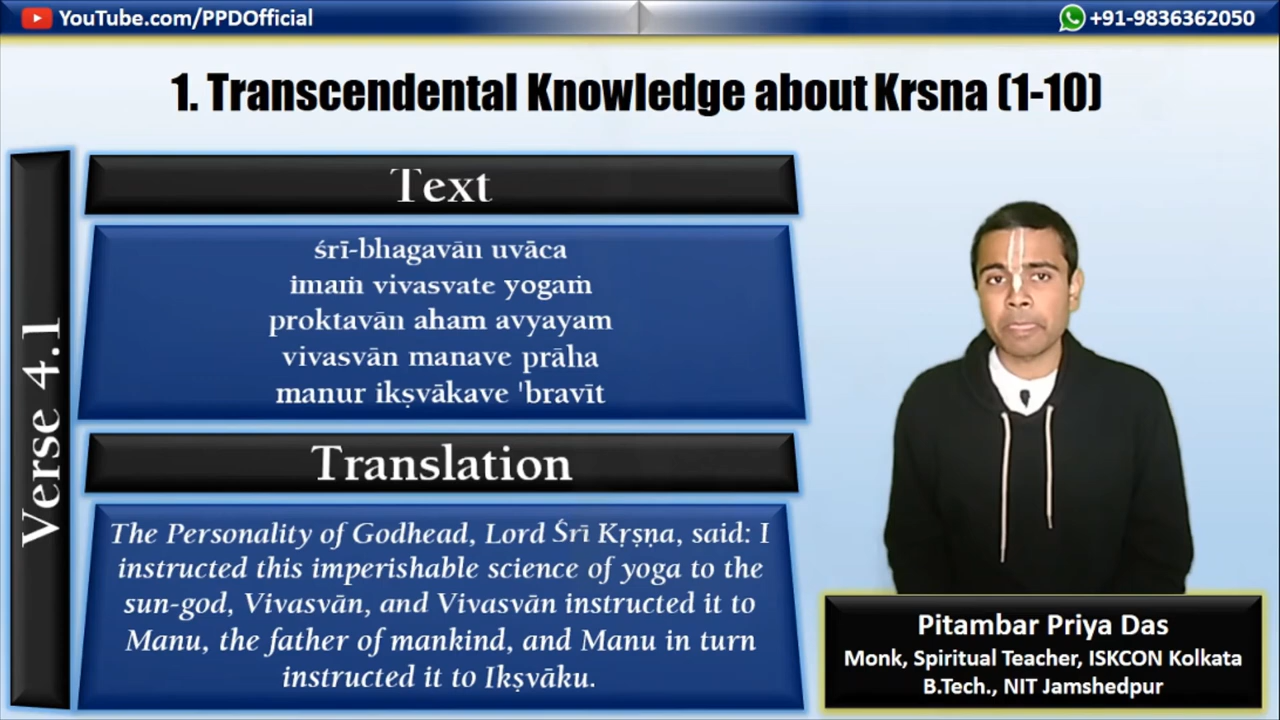 YouTube.com/PPDOfficial
+91-9836362050
1. Transcendental Knowledge about Krsna (1-10)
Verse 4.1
Text
śrī-bhagavān uvāca
imaṁ vivasvate yogaṁ
proktavān aham avyayam
vivasvān manave prāha
manur ikṣvākave 'bravīt
Translation
The Personality of Godhead, Lord Śrī Kṛṣṇa, said: I
instructed this imperishable science of yoga to the
sun-god, Vivasvān, and Vivasvān instructed it to
Manu, the father of mankind, and Manu in turn
instructed it to Ikṣvāku.
Pitambar Priya Das
Monk, Spiritual Teacher, ISKCON Kolkata
B.Tech., NIT Jamshedpur